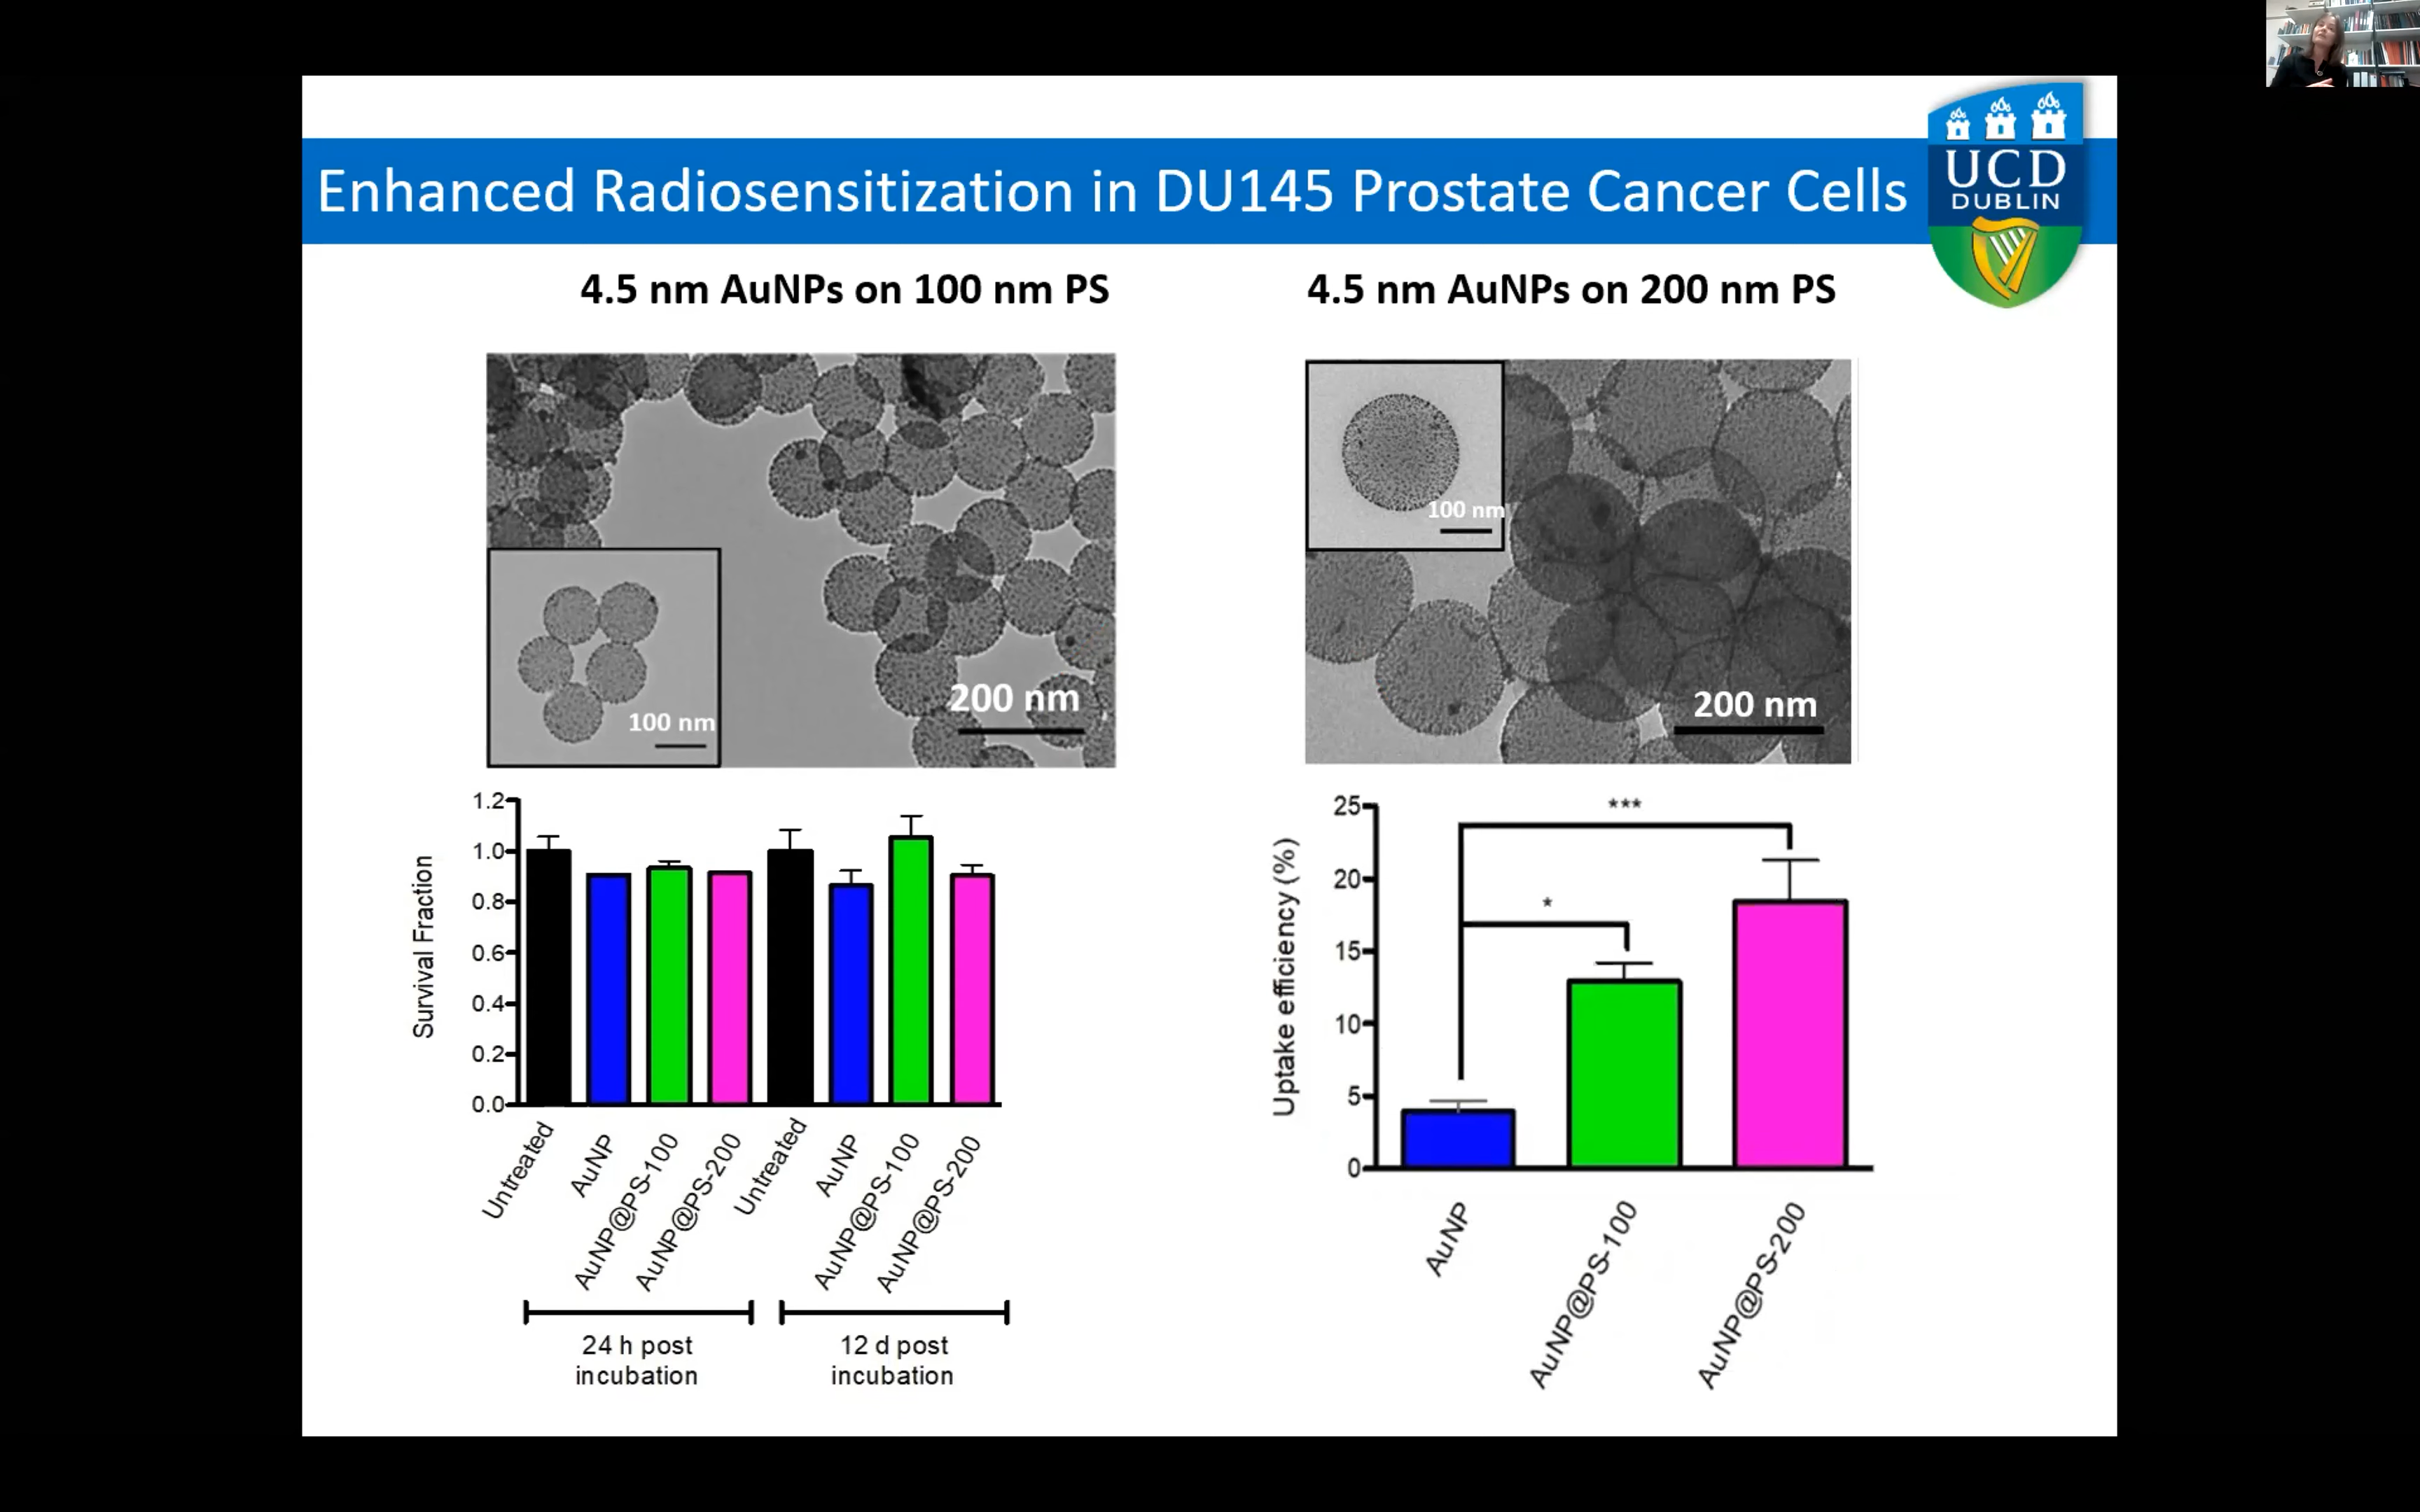 Enhanced Radiosensitization in DU145 Prostate Cancer Cells
UCD
DUBLIN
4.5 nm AuNPs on 100 nm PS
4.5 nm AuNPs on 200 nm PS
100 nm
200 nm
100 nm
200 nm
Survival Fraction
1.2
1.0
0.8
0.6
0.4
0.2
0.0
Untreated
AuNP
AuNP@PS-100
AuNP@PS-200
Untreated
AuNP
AuNP@PS-100
AuNP@PS-200
24 h post
incubation
12 d post
incubation
Uptake efficiency (%)
25
20
15
10
5
0
***
*
AuNP
AuNP@PS-100
AuNP@PS-200